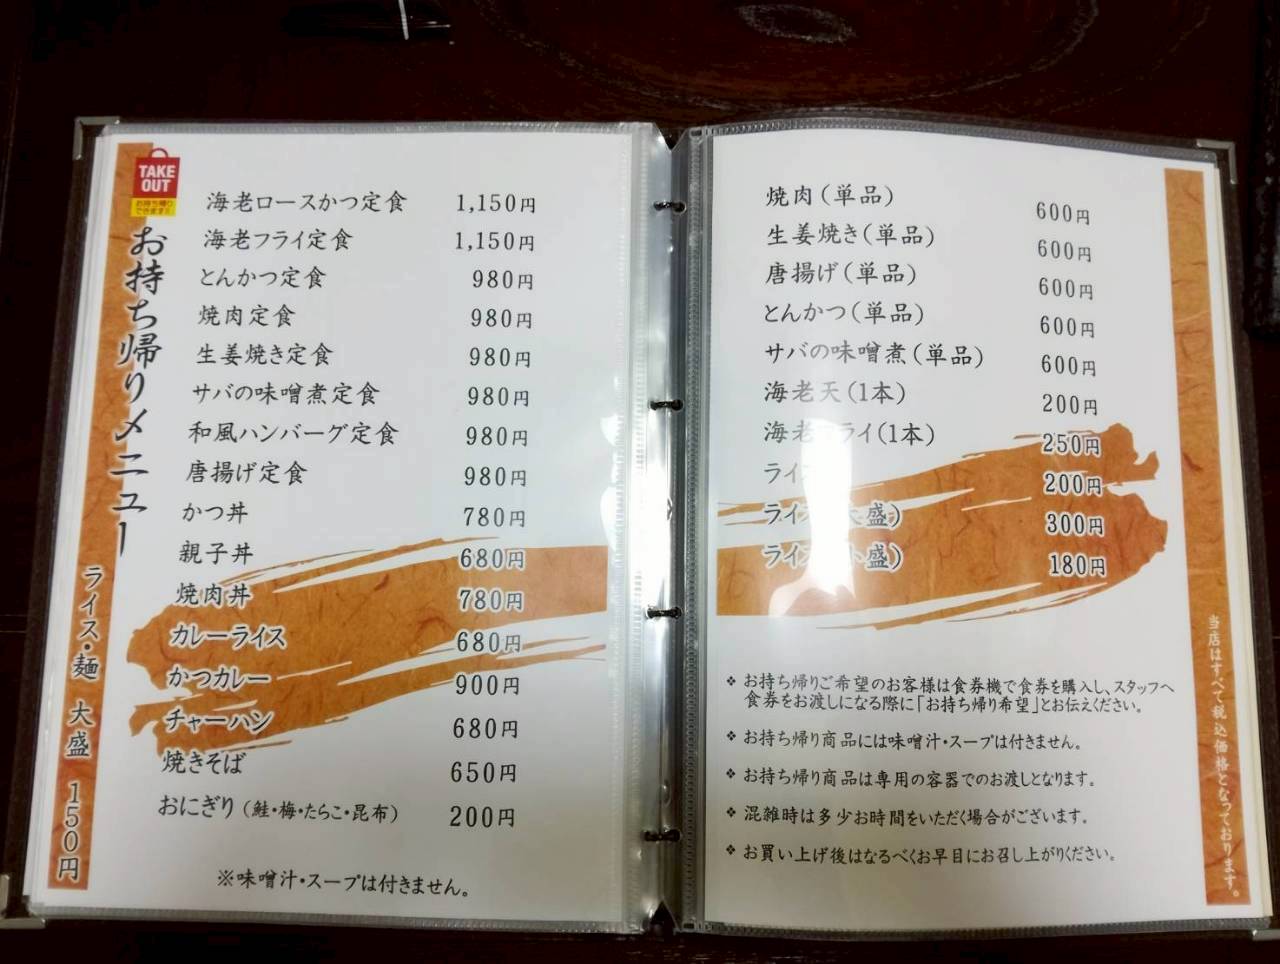 TAKE
OUT
お持ち帰り
できます!!
お持ち帰りメニュー
ライス・麺 大盛 150円
海老ロースかつ定食 1,150円
海老フライ定食 1,150円
とんかつ定食 980円
焼肉定食 980円
生姜焼き定食 980円
サバの味噌煮定食 980円
和風ハンバーグ定食 980円
唐揚げ定食 980円
かつ丼 780円
親子丼 680円
焼肉丼 780円
カレーライス 680円
かつカレー 900円
チャーハン 680円
焼きそば 650円
おにぎり(鮭・梅・たらこ・昆布) 200円
※味噌汁・スープは付きません。
焼肉(単品) 600円
生姜焼き(単品) 600円
唐揚げ(単品) 600円
とんかつ(単品) 600円
サバの味噌煮(単品) 600円
海老天(1本) 200円
海老フライ(1本) 250円
200円
300円
180円
❖ お持ち帰りご希望のお客様は食券機で食券を購入し、スタッフへ
食券をお渡しになる際に「お持ち帰り希望」とお伝えください。
❖ お持ち帰り商品には味噌汁・スープは付きません。
❖ お持ち帰り商品は専用の容器でのお渡しとなります。
❖ 混雑時は多少お時間をいただく場合がございます。
❖ お買い上げ後はなるべくお早目にお召し上がりください。
当店はすべて税込価格となっております。